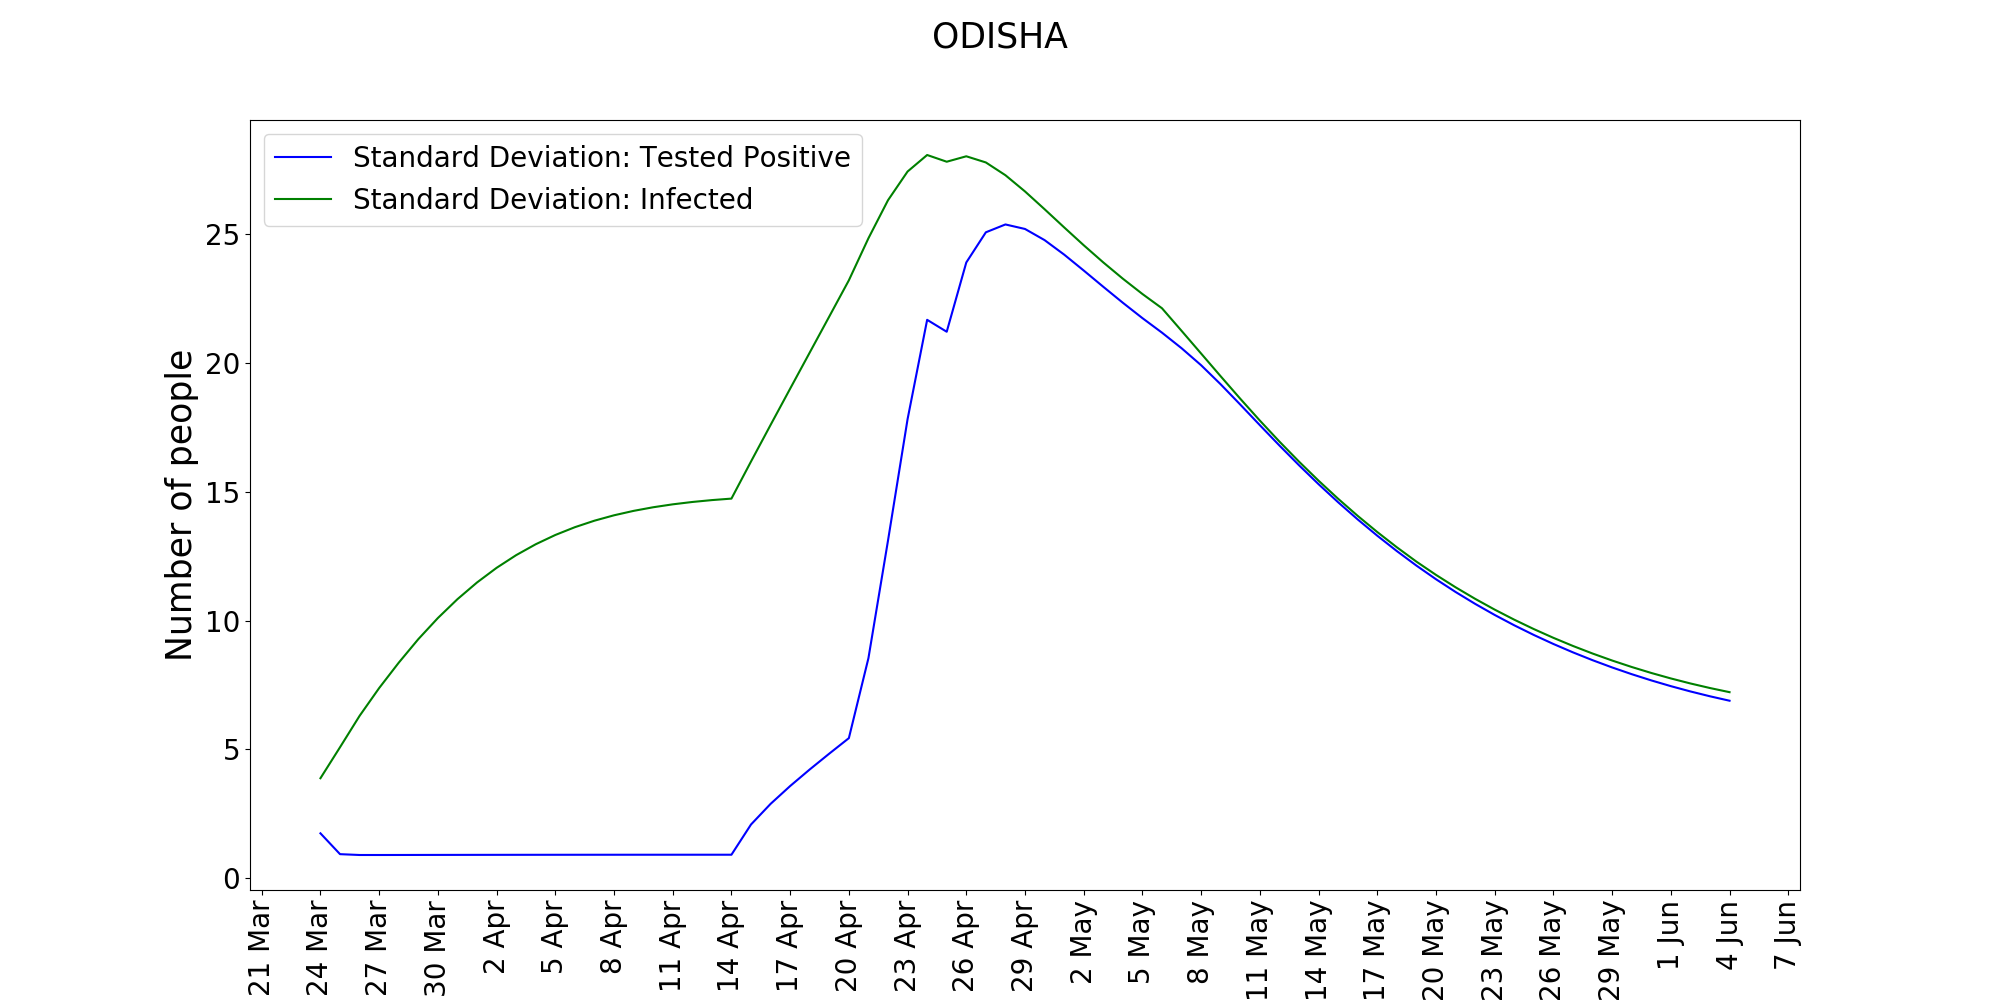 ODISHA
Standard Deviation: Tested Positive
Standard Deviation: Infected
Number of people
25
20
15
10
5
0
21 Mar
24 Mar
27 Mar
30 Mar
2 Apr
5 Apr
8 Apr
11 Apr
14 Apr
17 Apr
20 Apr
23 Apr
26 Apr
29 Apr
2 May
5 May
8 May
11 May
14 May
17 May
20 May
23 May
26 May
29 May
1 Jun
4 Jun
7 Jun